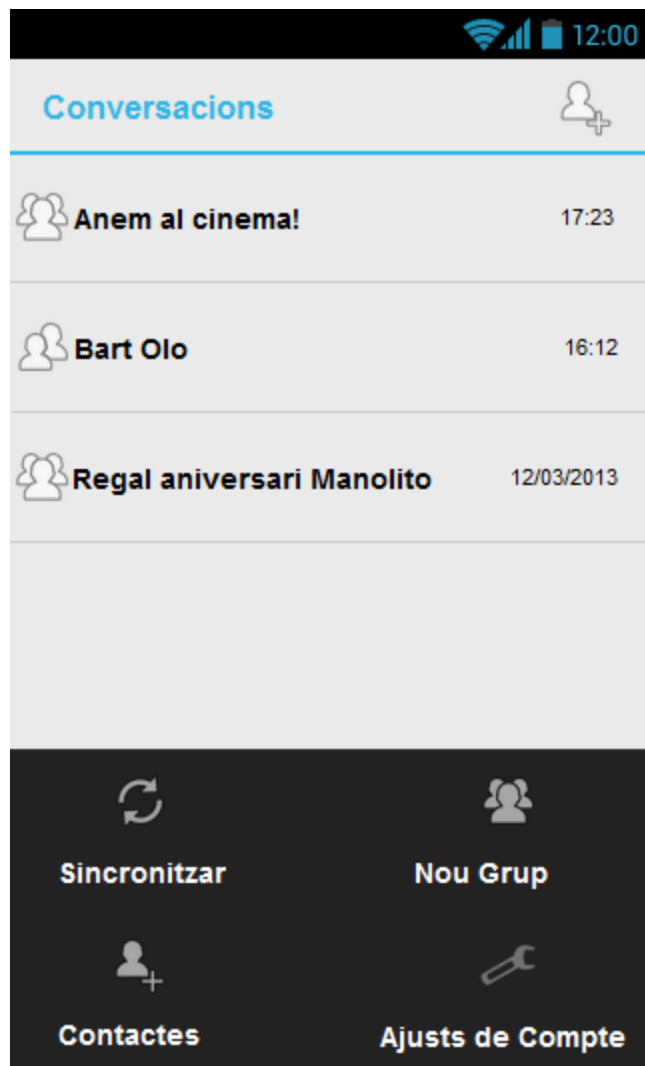 12:00
Conversacions
Anem al cinema! 17:23
Bart Olo 16:12
Regal aniversari Manolito 12/03/2013
Sincronitzar Nou Grup
Contactes Ajusts de Compte